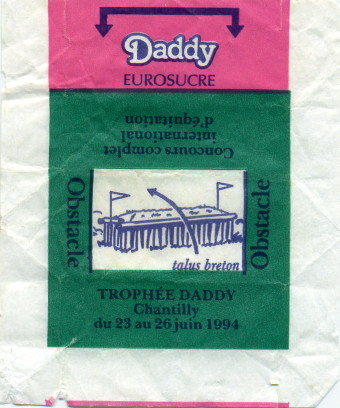 Daddy
EUROSUCRE
Concours complet
international
d'équitation
Obstacle
Obstacle
talus breton
TROPHÉE DADDY
Chantilly
du 23 au 26 juin 1994